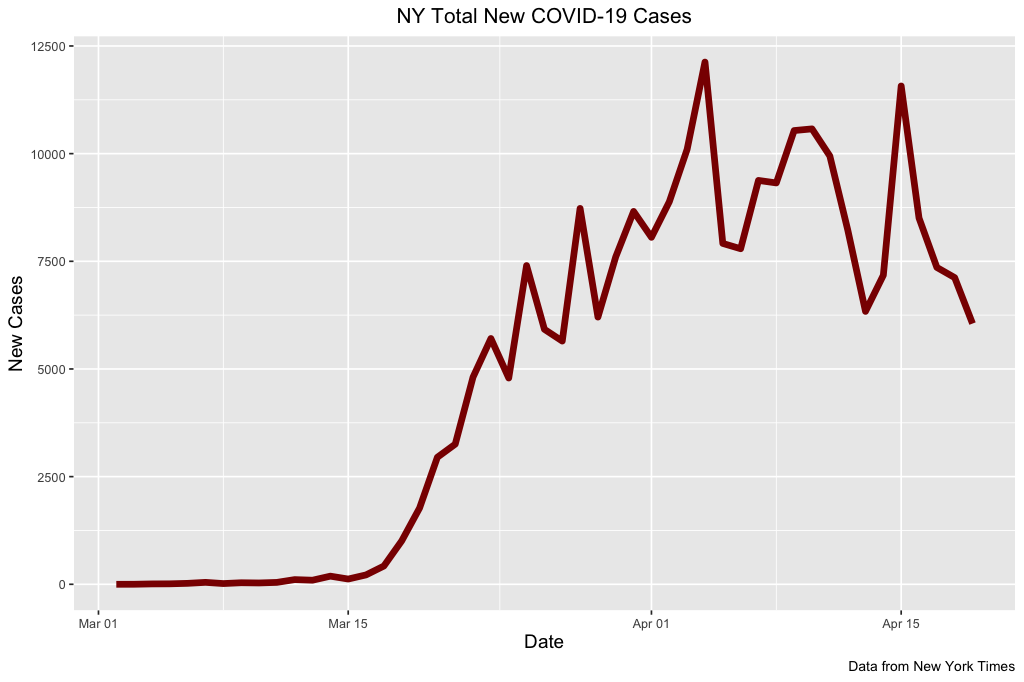 NY Total New COVID-19 Cases
12500
10000
7500
5000
2500
0
New Cases
Mar 01
Mar 15
Apr 01
Apr 15
Date
Data from New York Times